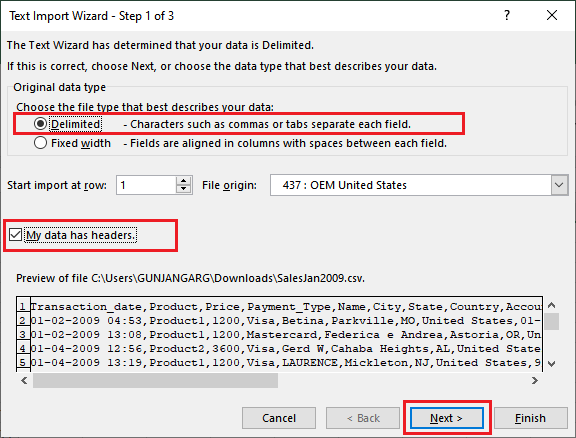 Text Import Wizard - Step 1 of 3
The Text Wizard has determined that your data is Delimited.
If this is correct, choose Next, or choose the data type that best describes your data.
Original data type
Choose the file type that best describes your data:
Delimited - Characters such as commas or tabs separate each field.
Fixed width - Fields are aligned in columns with spaces between each field.
Start import at row: 1 File origin: 437 : OEM United States
My data has headers.
Preview of file C:\Users\GUNJANGARG\Downloads\SalesJan2009.csv.
1 Transaction_date,Product,Price,Payment_Type,Name,City,State,Country,Accou
2 01-02-2009 04:53,Product1,1200,Visa,Betina,Parkville,MO,United States,01-
3 01-02-2009 13:08,Product1,1200,Mastercard,Federica e Andrea,Astoria,OR,Un
4 01-04-2009 12:56,Product2,3600,Visa,Gerd W,Cahaba Heights,AL,United State
5 01-04-2009 13:19,Product1,1200,Visa,LAURENCE,Mickleton,NJ,United States,9
Cancel < Back Next > Finish